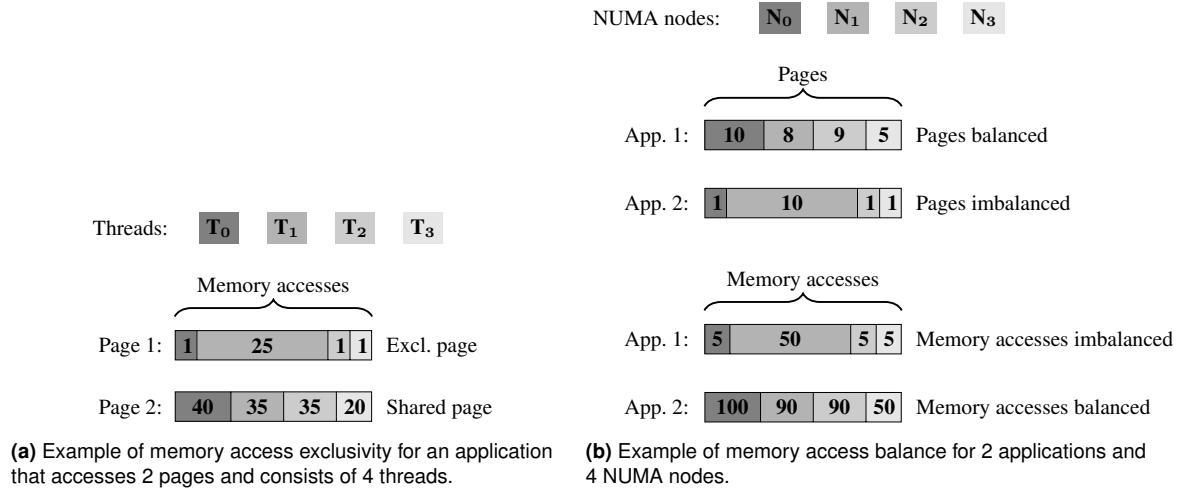 Threads: T0 T1 T2 T3
Memory accesses
Page 1: 1 25 1 1 Excl. page
Page 2: 40 35 35 20 Shared page
(a) Example of memory access exclusivity for an application
that accesses 2 pages and consists of 4 threads.
NUMA nodes: N0 N1 N2 N3
Pages
App. 1: 10 8 9 5 Pages balanced
App. 2: 1 10 1 1 Pages imbalanced
Memory accesses
App. 1: 5 50 5 5 Memory accesses imbalanced
App. 2: 100 90 90 50 Memory accesses balanced
(b) Example of memory access balance for 2 applications and
4 NUMA nodes.